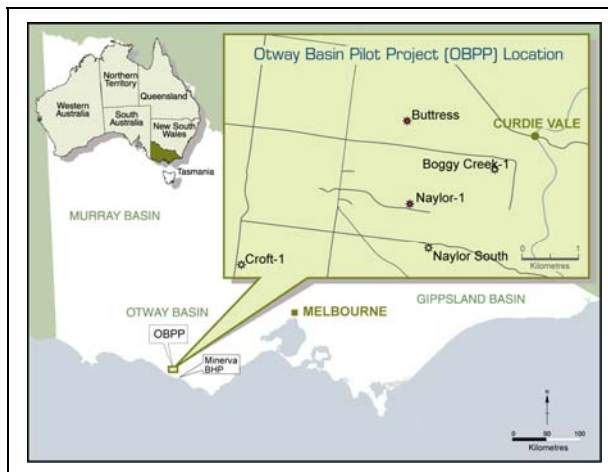 Otway Basin Pilot Project (OBPP) Location
Northern
Territory
Queensland
Western
Australia
South
Australia
New South
Wales
Tasmania
Buttress
CURDIE VALE
Boggy Creek-1
Naylor-1
Naylor South
Croft-1
0 1
Kilometres
MURRAY BASIN
OTWAY BASIN
MELBOURNE
GIPPSLAND BASIN
OBPP
Minerva
BHP
N
0 50 100
Kilometres